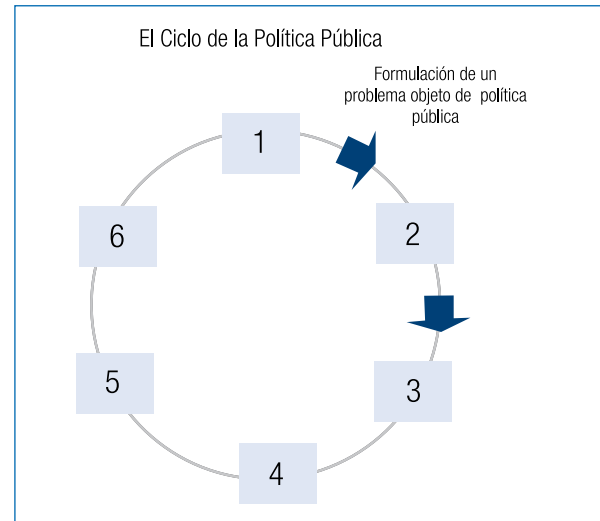 El Ciclo de la Política Pública
Formulación de un
problema objeto de política
pública
1
2
3
4
5
6